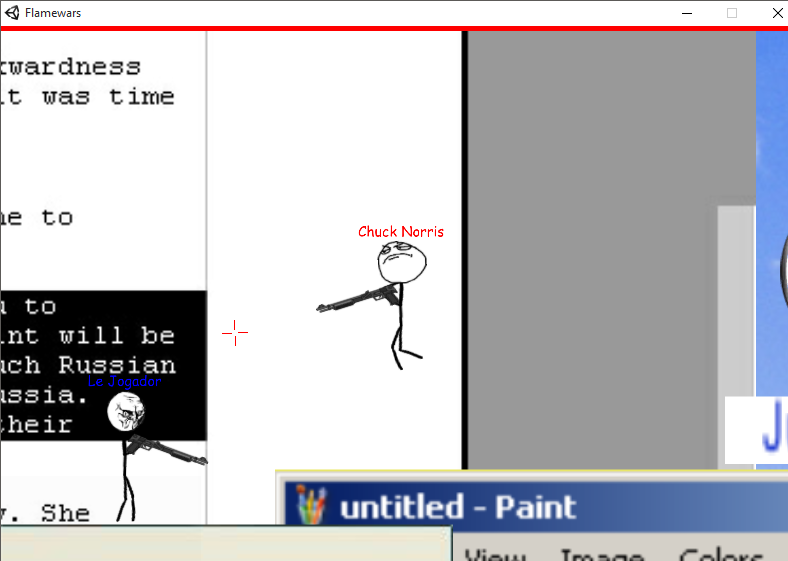 Flamewars
kwardness
it was time
ne to
Chuck Norris
u to
int will be
uch Russian
Le Jogador
ussia.
their
y. She
untitled - Paint
View Image Colors